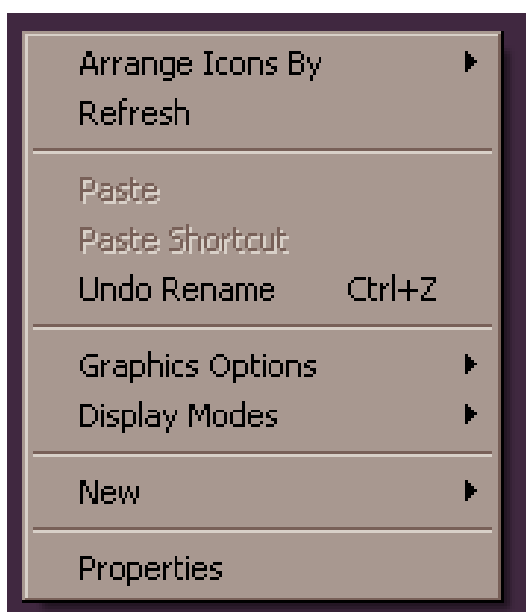 Arrange Icons By
Refresh
Paste
Paste Shortcut
Undo Rename Ctrl+Z
Graphics Options
Display Modes
New
Properties